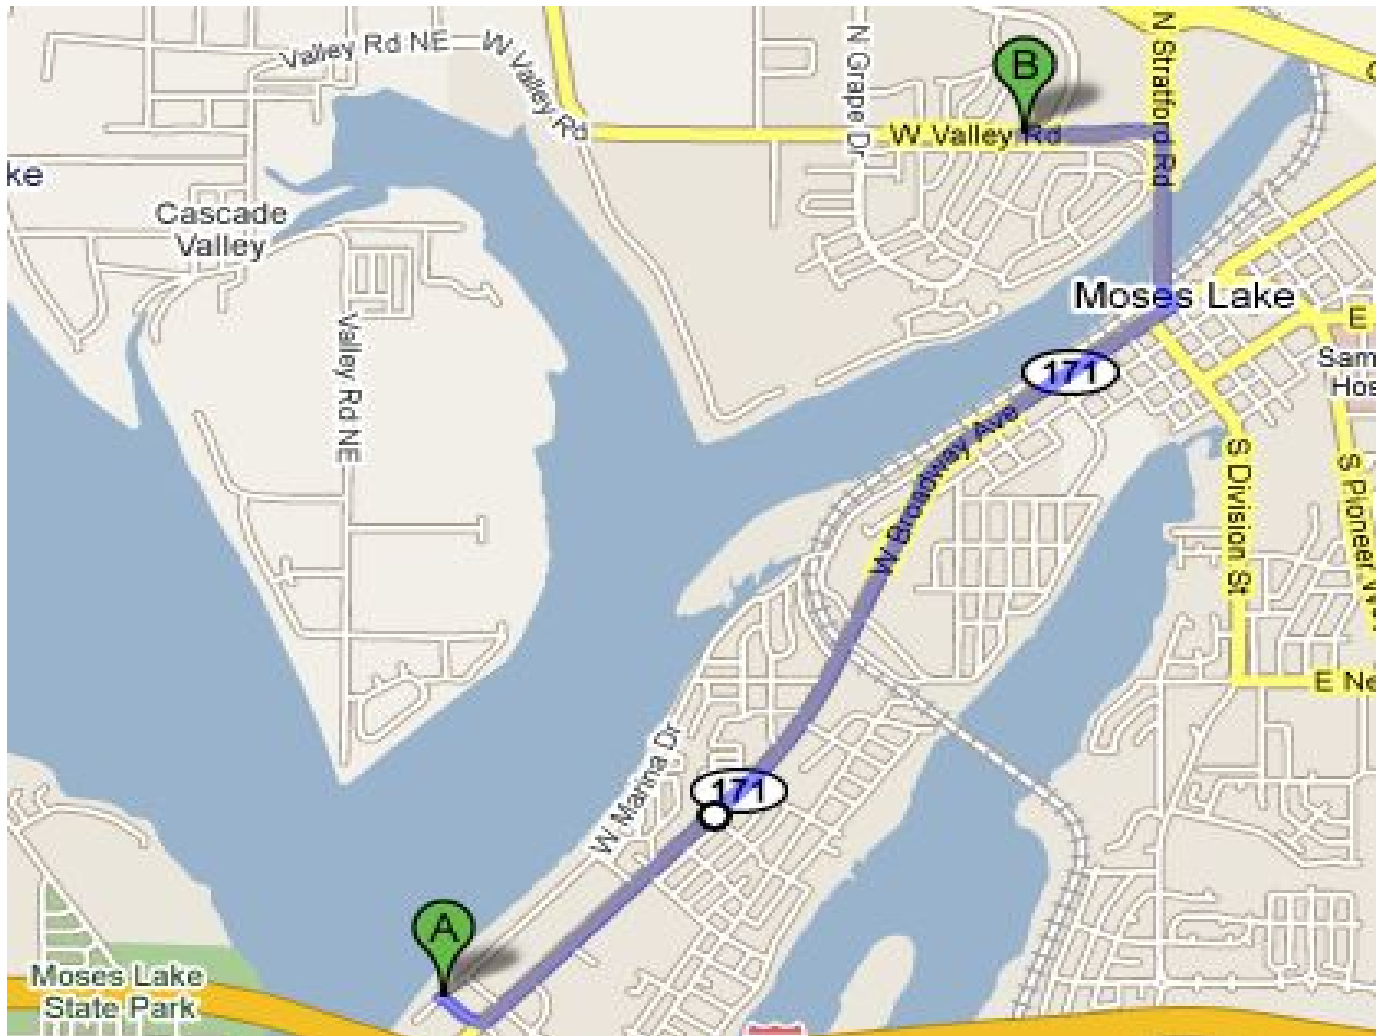 Valley Rd NE
W Valley Rd
N Grape Dr
B
N Stratford Rd
W Valley Rd
Cascade
Valley
Moses Lake
E
171
Valley Rd NE
W Broadway Ave
S Division St
S Pioneer
E Ne
W Marina Dr
171
A
Moses Lake
State Park
Sam
Hos
ke